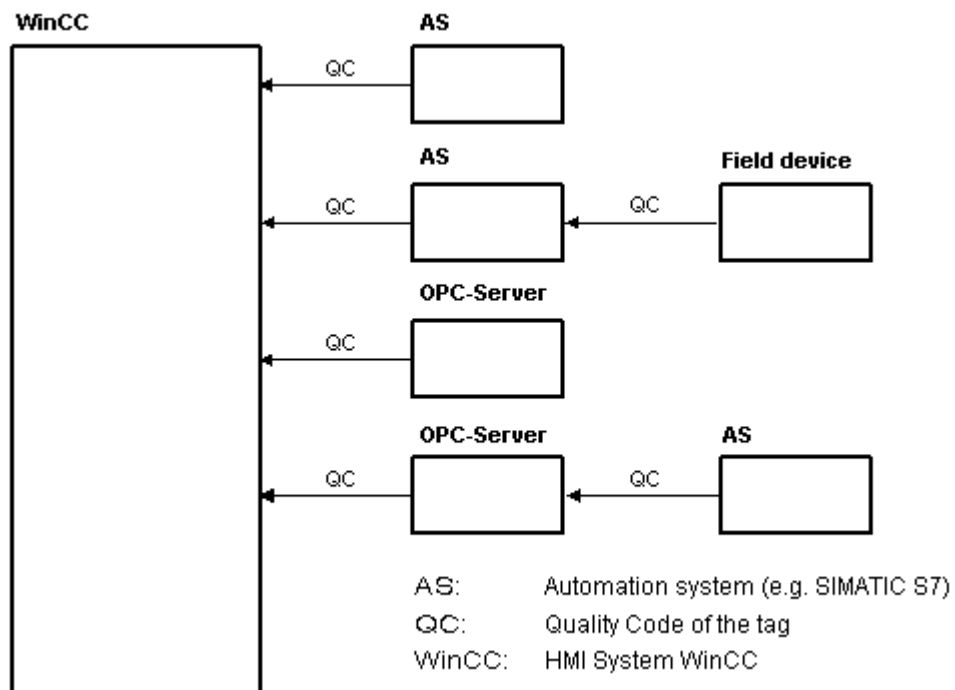 WinCC AS
QC
AS Field device
QC QC
OPC-Server
QC
OPC-Server AS
QC QC
AS: Automation system (e.g. SIMATIC S7)
QC: Quality Code of the tag
WinCC: HMI System WinCC